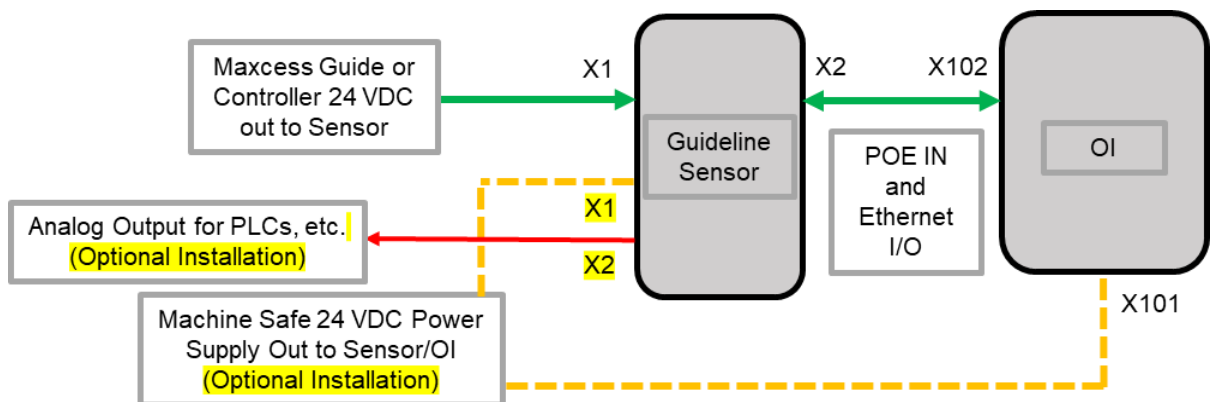 Maxcess Guide or
Controller 24 VDC
out to Sensor
X1
Guideline
Sensor
X2
X102
OI
POE IN
and
Ethernet
I/O
X1
Analog Output for PLCs, etc.
(Optional Installation)
X2
Machine Safe 24 VDC Power
Supply Out to Sensor/OI
(Optional Installation)
X101